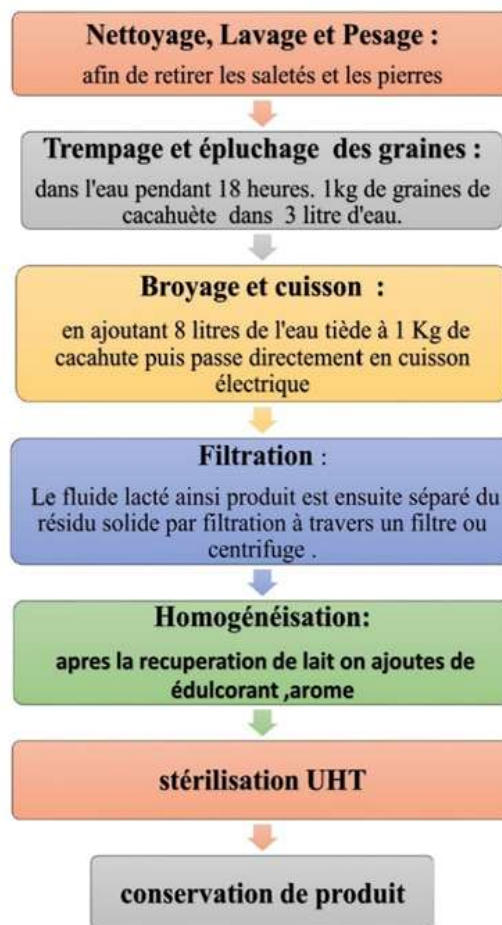 Nettoyage, Lavage et Pesage :
afin de retirer les saletés et les pierres
Trempage et épluchage des graines :
dans l'eau pendant 18 heures. 1kg de graines de
cacahuète dans 3 litre d'eau.
Broyage et cuisson :
en ajoutant 8 litres de l'eau tiède à 1 Kg de
cacahute puis passe directement en cuisson
électrique
Filtration :
Le fluide lacté ainsi produit est ensuite séparé du
résidu solide par filtration à travers un filtre ou
centrifuge .
Homogénéisation:
apres la recuperation de lait on ajoutes de
édulcorant ,arome
stérilisation UHT
conservation de produit